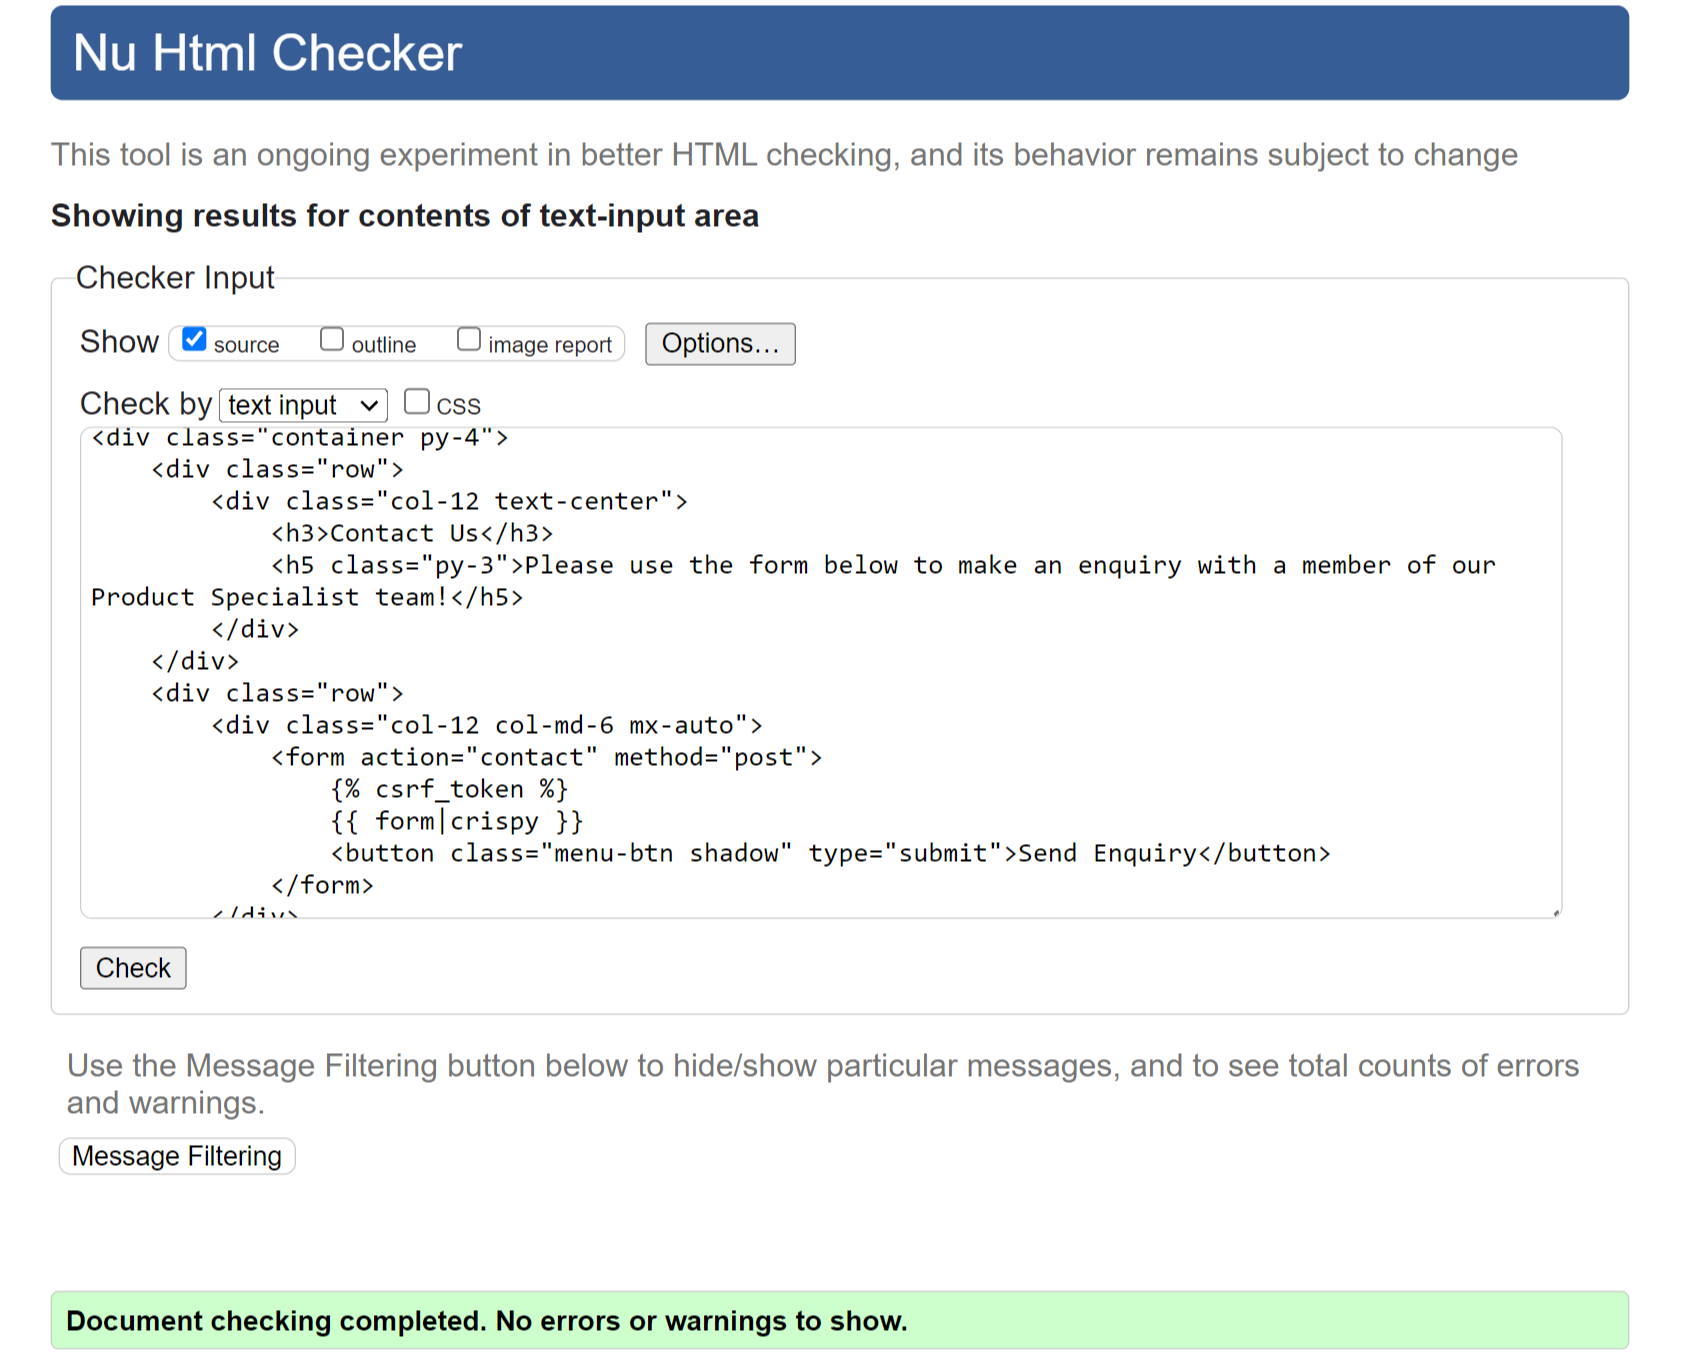 Nu Html Checker
This tool is an ongoing experiment in better HTML checking, and its behavior remains subject to change
Showing results for contents of text-input area
Checker Input
Show source outline image report Options...
Check by text input CSS
<div class="container py-4">
    <div class="row">
        <div class="col-12 text-center">
            <h3>Contact Us</h3>
            <h5 class="py-3">Please use the form below to make an enquiry with a member of our
Product Specialist team!</h5>
        </div>
    </div>
    <div class="row">
        <div class="col-12 col-md-6 mx-auto">
            <form action="contact" method="post">
                {% csrf_token %}
                {{ form|crispy }}
                <button class="menu-btn shadow" type="submit">Send Enquiry</button>
            </form>
        </div>
Check
Use the Message Filtering button below to hide/show particular messages, and to see total counts of errors
and warnings.
Message Filtering
Document checking completed. No errors or warnings to show.